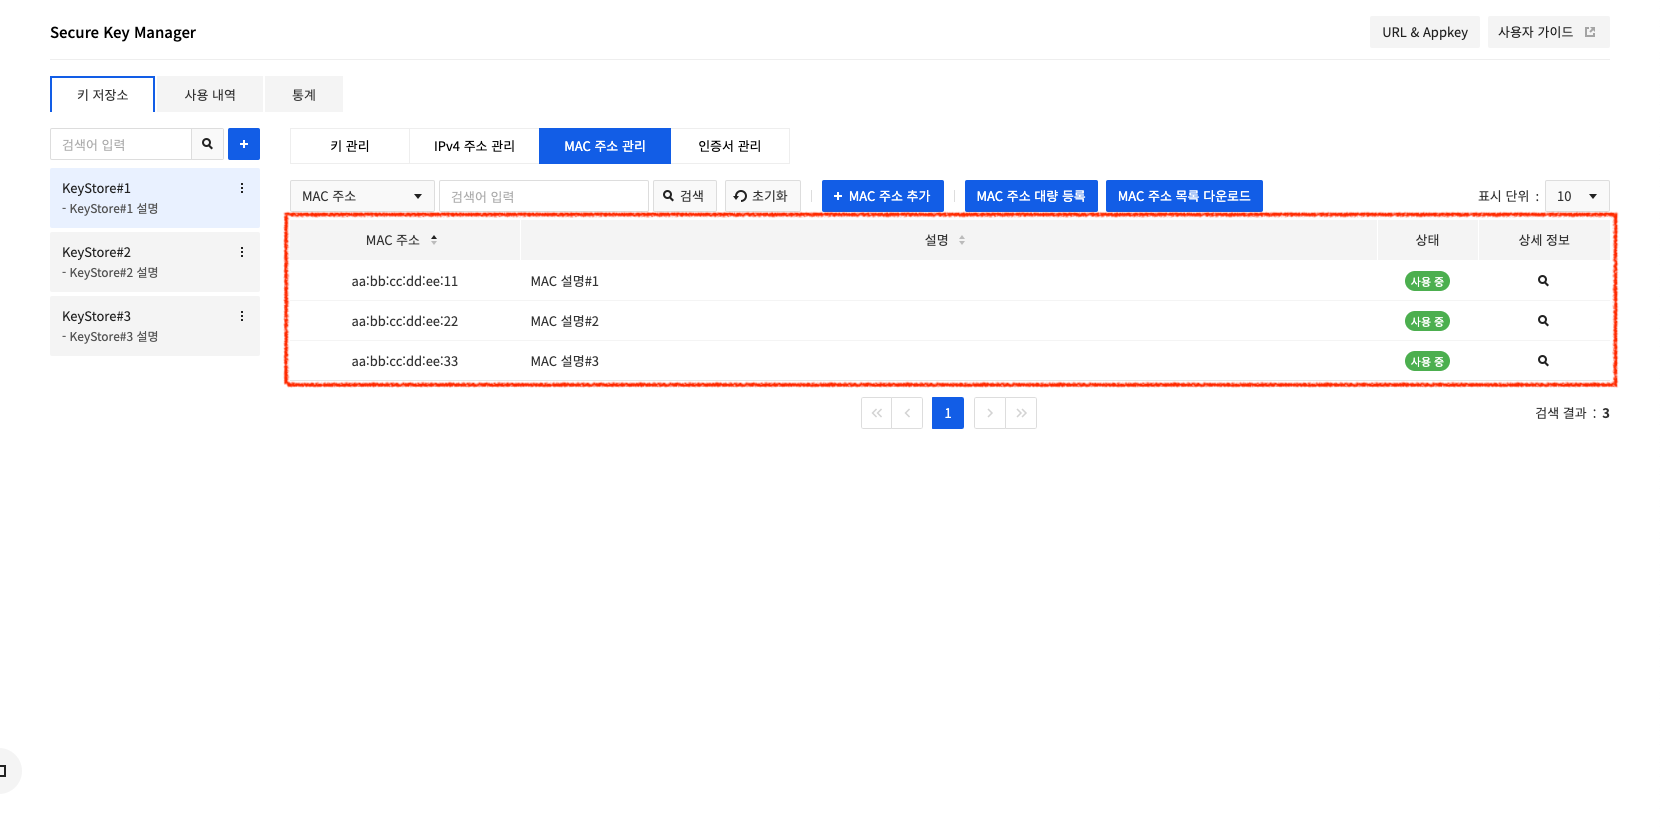 Secure Key Manager
URL & Appkey 사용자 가이드
키 저장소 사용 내역 통계
검색어 입력 +
KeyStore#1
- KeyStore#1 설명
KeyStore#2
- KeyStore#2 설명
KeyStore#3
- KeyStore#3 설명
키 관리 IPv4 주소 관리 MAC 주소 관리 인증서 관리
MAC 주소 검색어 입력 검색 초기화 + MAC 주소 추가 MAC 주소 대량 등록 MAC 주소 목록 다운로드 표시 단위 : 10
MAC 주소 설명 상태 상세 정보
aa:bb:cc:dd:ee:11 MAC 설명#1 사용 중
aa:bb:cc:dd:ee:22 MAC 설명#2 사용 중
aa:bb:cc:dd:ee:33 MAC 설명#3 사용 중
1
검색 결과 : 3